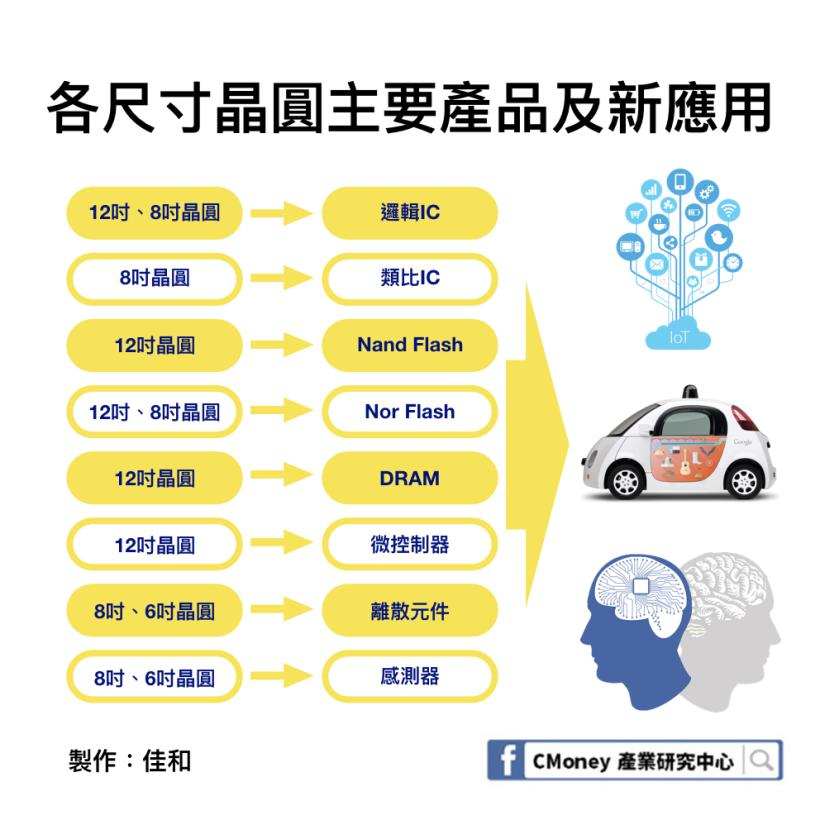 各尺寸晶圓主要產品及新應用
12吋、8吋晶圓 邏輯IC
8吋晶圓 類比IC
12吋晶圓 Nand Flash
12吋、8吋晶圓 Nor Flash
12吋晶圓 DRAM
12吋晶圓 微控制器
8吋、6吋晶圓 離散元件
8吋、6吋晶圓 感測器
IoT
Google
製作：佳和
f CMoney 產業研究中心